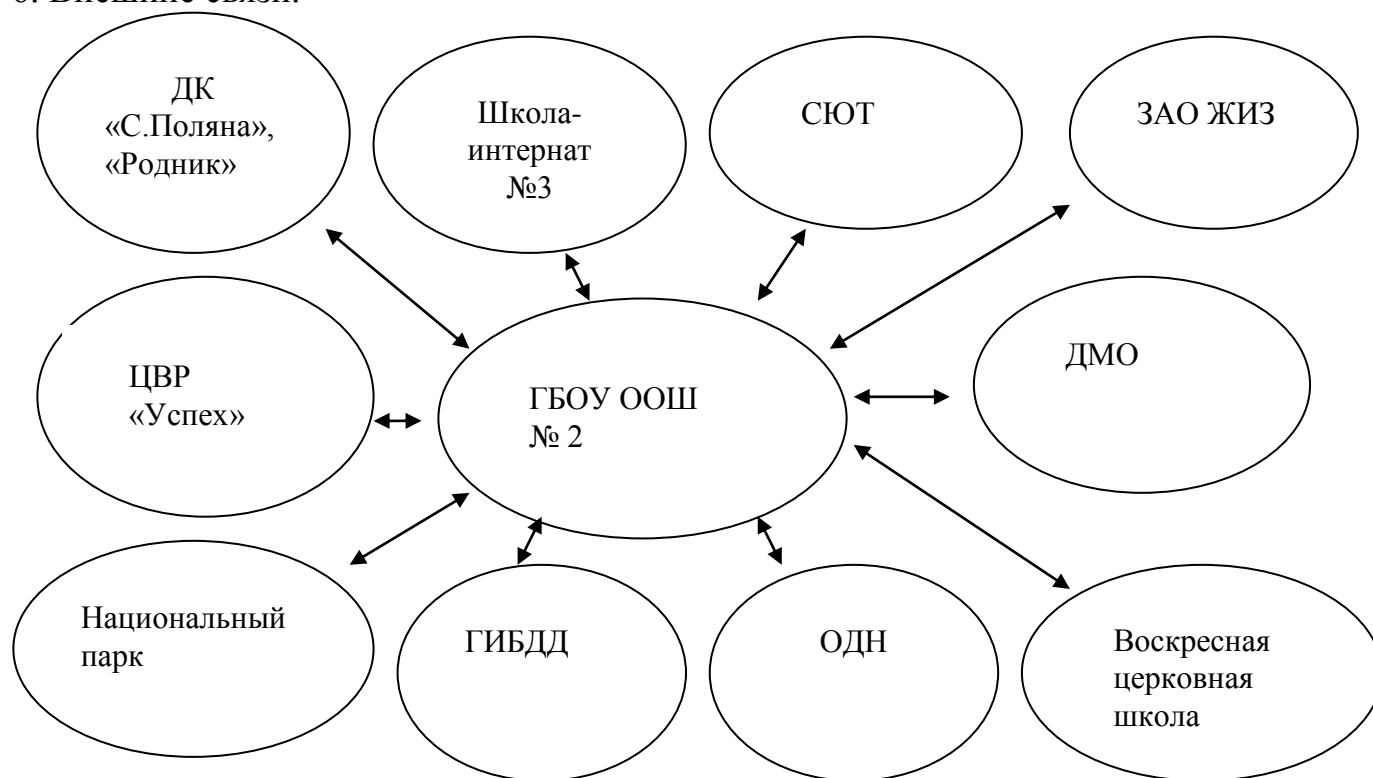 6. Внешние связи:
ДК
«С.Поляна»,
«Родник»
Школа-
интернат
№3
СЮТ
ЗАО ЖИЗ
ЦВР
«Успех»
ГБОУ ООШ
№ 2
ДМО
Национальный
парк
ГИБДД
ОДН
Воскресная
церковная
школа